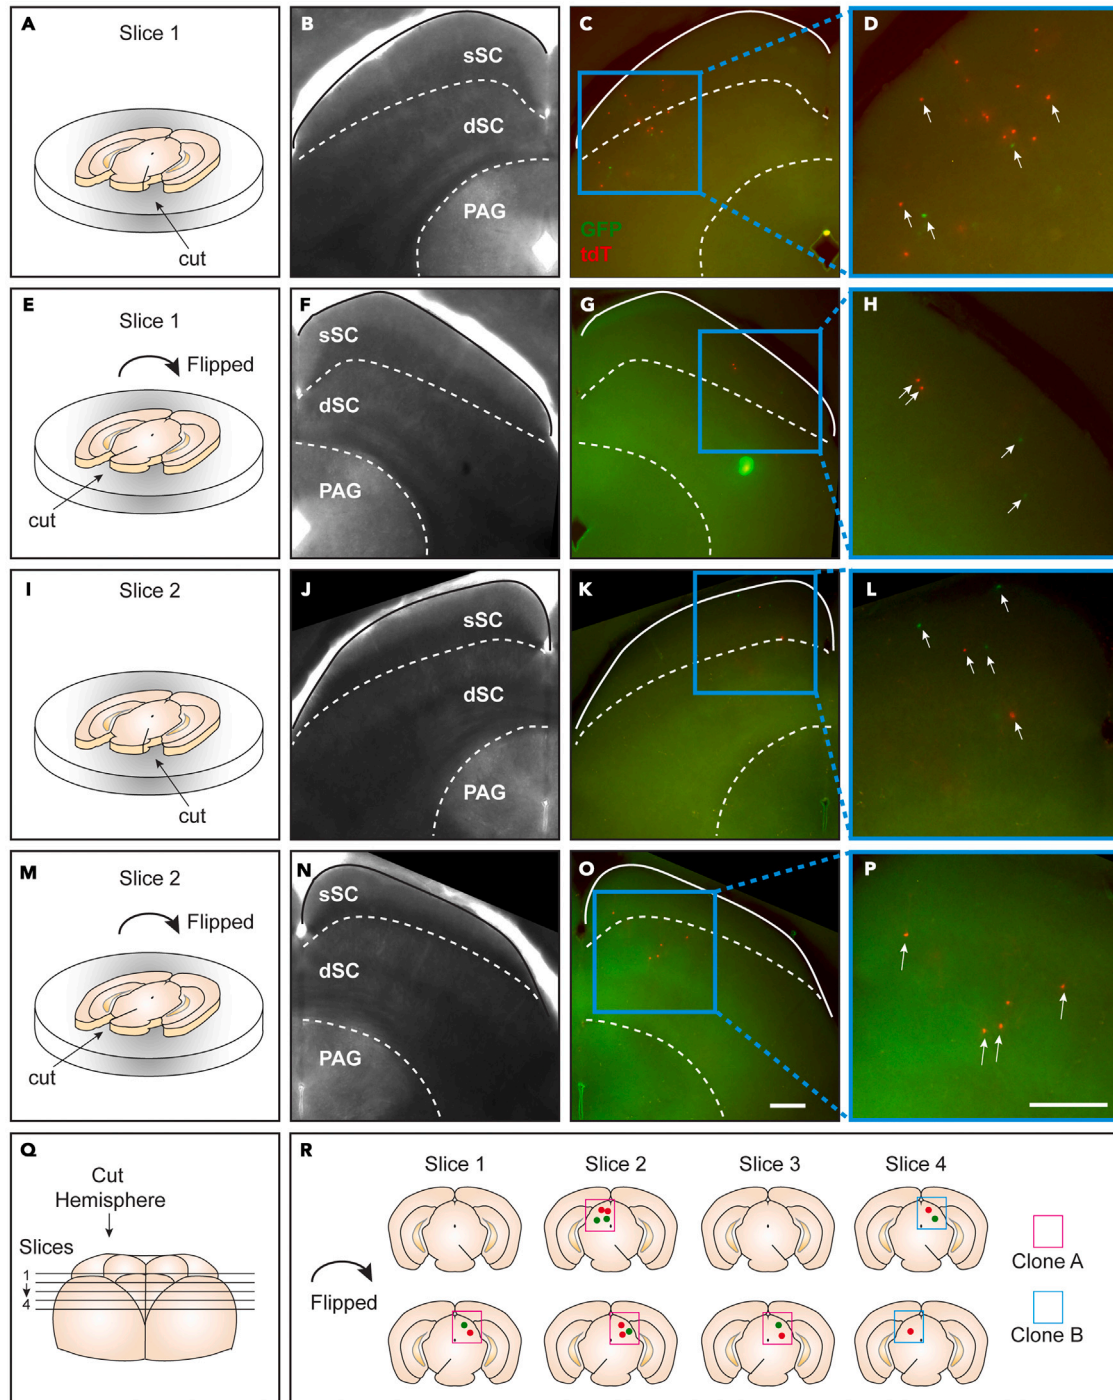 A
Slice 1
cut
B
sSC
dSC
PAG
C
GFP
tdT
D
E
Slice 1
Flipped
cut
F
sSC
dSC
PAG
G
H
I
Slice 2
cut
J
sSC
dSC
PAG
K
L
M
Slice 2
Flipped
cut
N
sSC
dSC
PAG
O
P
Q
Cut
Hemisphere
Slices
1
4
R
Slice 1
Slice 2
Slice 3
Slice 4
Flipped
Clone A
Clone B